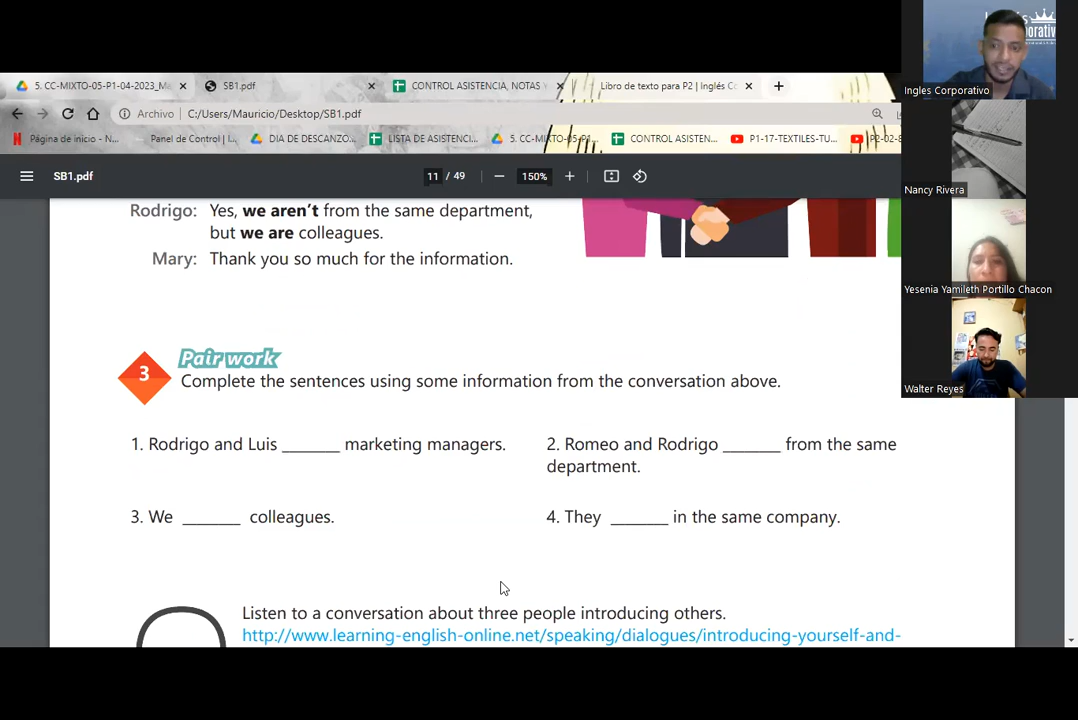 5. CC-MIXTO-05-P1-04-2023_M
SB1.pdf
CONTROL ASISTENCIA, NOTAS Y
Libro de texto para P2 | Inglés C
Archivo
C:/Users/Mauricio/Desktop/SB1.pdf
Página de inicio - N...
Panel de Control | I...
DIA DE DESCANZO...
LISTA DE ASISTENCI...
5. CC-MIXTO-05-P1-...
CONTROL ASISTEN...
P1-17-TEXTILES-TU...
SB1.pdf
11 / 49
150%
Rodrigo: Yes, we aren't from the same department,
but we are colleagues.
Mary: Thank you so much for the information.
3
Pair work
Complete the sentences using some information from the conversation above.
1. Rodrigo and Luis _______ marketing managers.
2. Romeo and Rodrigo _______ from the same
department.
3. We _______ colleagues.
4. They _______ in the same company.
Listen to a conversation about three people introducing others.
http://www.learning-english-online.net/speaking/dialogues/introducing-yourself-and-
Ingles Corporativo
Nancy Rivera
Yesenia Yamileth Portillo Chacon
Walter Reyes